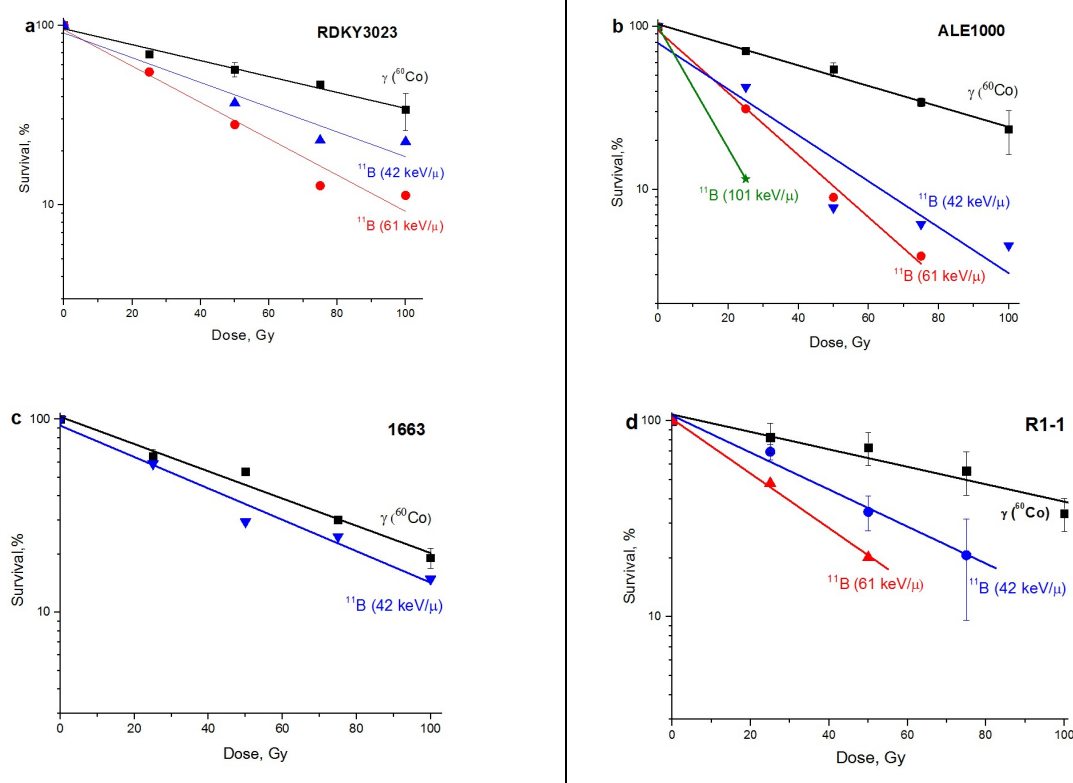 a
RDKY3023
100
10
Survival, %
γ (⁶⁰Co)
¹¹B (42 keV/μ)
¹¹B (61 keV/μ)
0 20 40 60 80 100
Dose, Gy
b
ALE1000
100
10
Survival,%
γ(⁶⁰Co)
¹¹B (101 keV/μ)
¹¹B (42 keV/μ)
¹¹B (61 keV/μ)
0 20 40 60 80 100
Dose, Gy
c
1663
100
10
Survival,%
γ(⁶⁰Co)
¹¹B (42 keV/μ)
0 20 40 60 80 100
Dose, Gy
d
R1-1
100
10
Survival, %
γ(⁶⁰Co)
¹¹B (61 keV/μ)
¹¹B (42 keV/μ)
0 20 40 60 80 100
Dose, Gy